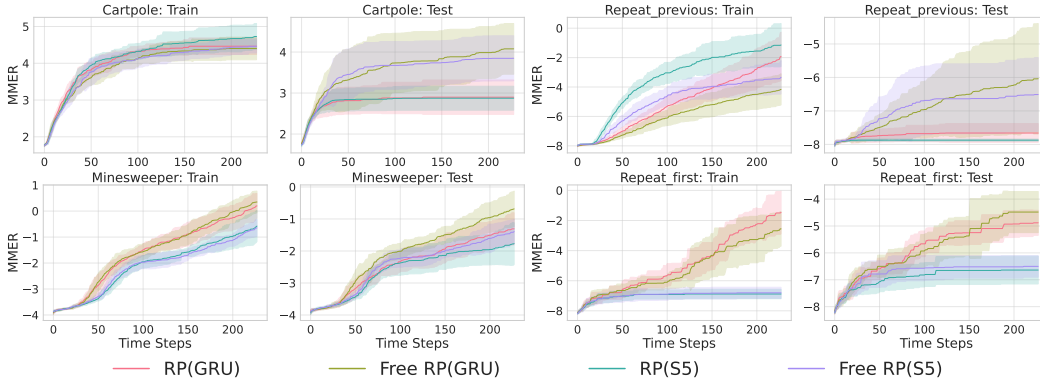 Cartpole: Train
Cartpole: Test
Repeat_previous: Train
Repeat_previous: Test
MMER
5
4
3
2
0 50 100 150 200
4
3
2
0 50 100 150 200
MMER
0
−2
−4
−6
−8
0 50 100 150 200
−5
−6
−7
−8
0 50 100 150 200
Minesweeper: Train
Minesweeper: Test
Repeat_first: Train
Repeat_first: Test
MMER
1
0
−1
−2
−3
−4
0 50 100 150 200
Time Steps
0
−1
−2
−3
−4
0 50 100 150 200
Time Steps
MMER
0
−2
−4
−6
−8
0 50 100 150 200
Time Steps
−4
−5
−6
−7
−8
0 50 100 150 200
Time Steps
RP(GRU) Free RP(GRU) RP(S5) Free RP(S5)